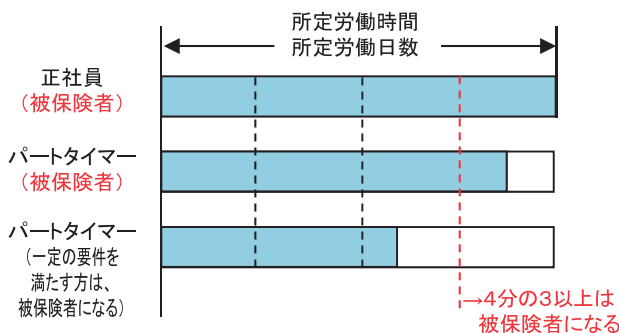 所定労働時間
所定労働日数
正社員
(被保険者)
パートタイマー
(被保険者)
パートタイマー
(一定の要件を
満たす方は、
被保険者になる)
→4分の3以上は
被保険者になる